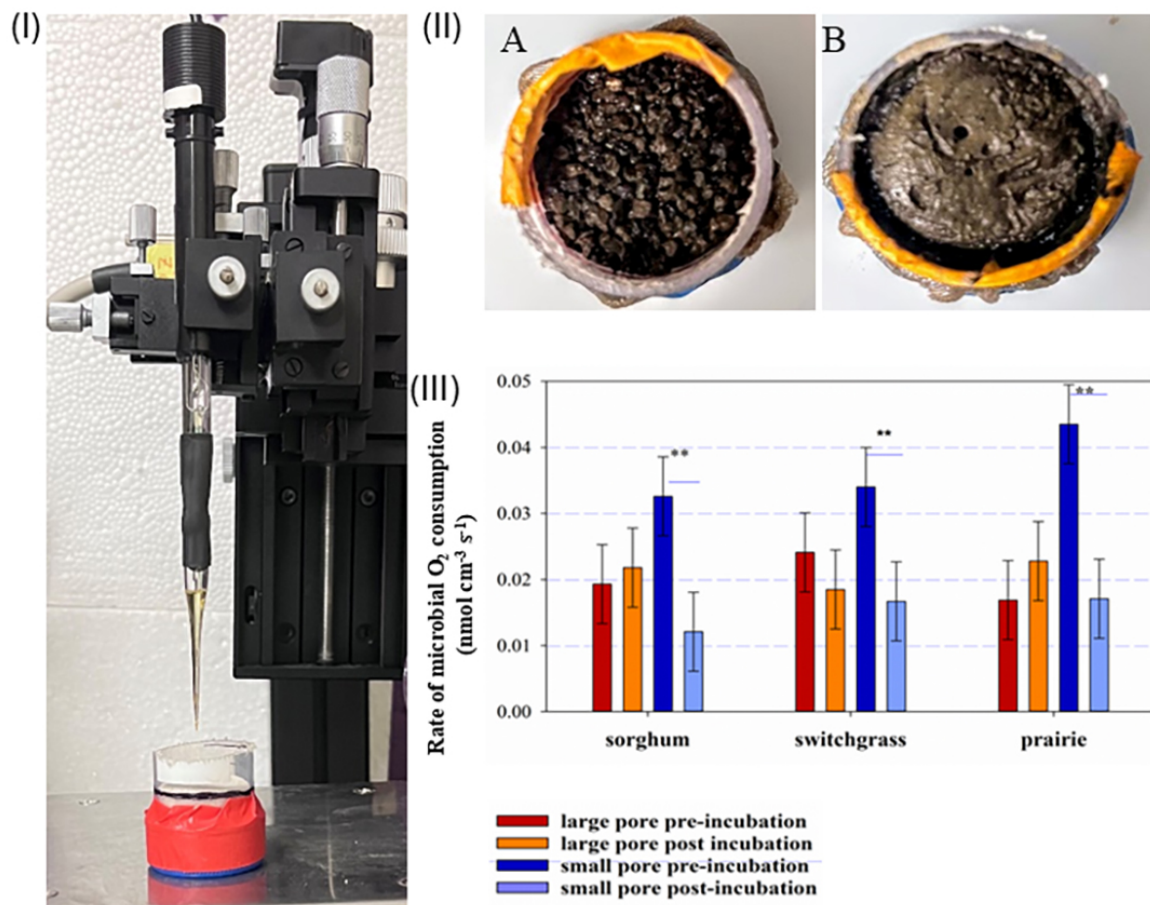 (I)
(II)
A
B
(III)
Rate of microbial O₂ consumption
(nmol cm⁻³ s⁻¹)
0.05
0.04
0.03
0.02
0.01
0.00
**
**
**
sorghum
switchgrass
prairie
large pore pre-incubation
large pore post incubation
small pore pre-incubation
small pore post-incubation